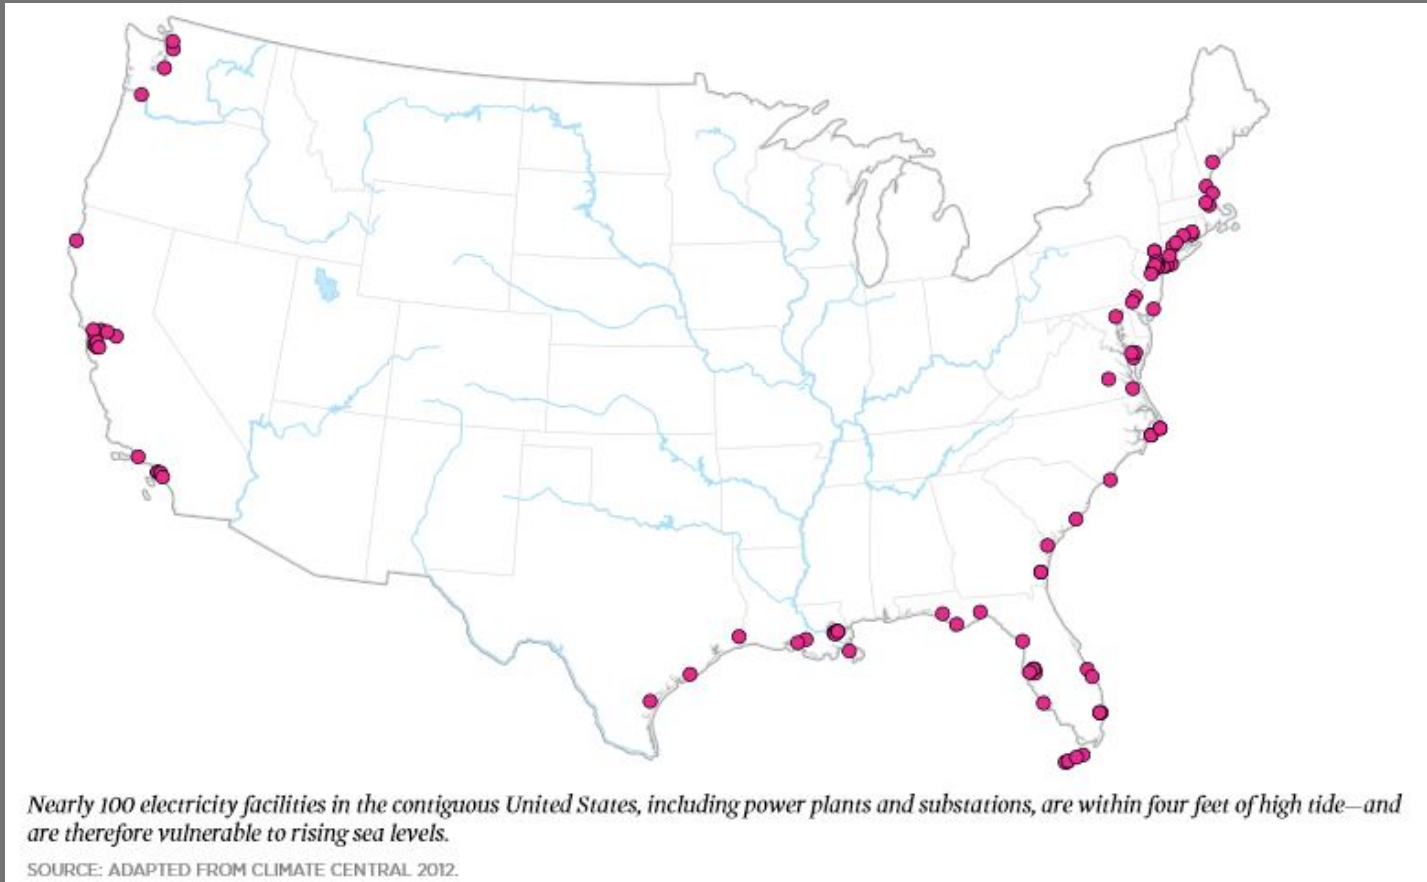 Nearly 100 electricity facilities in the contiguous United States, including power plants and substations, are within four feet of high tide—and
are therefore vulnerable to rising sea levels.
SOURCE: ADAPTED FROM CLIMATE CENTRAL 2012.